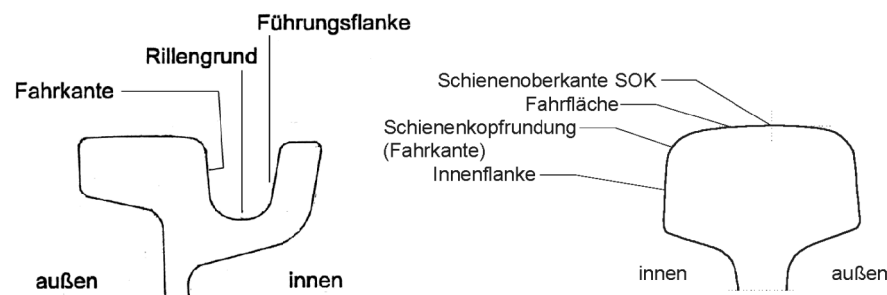 Führungsflanke
Rillengrund
Fahrkante
außen
innen
Schienenoberkante SOK
Fahrfläche
Schienenkopfrundung
(Fahrkante)
Innenflanke
innen
außen